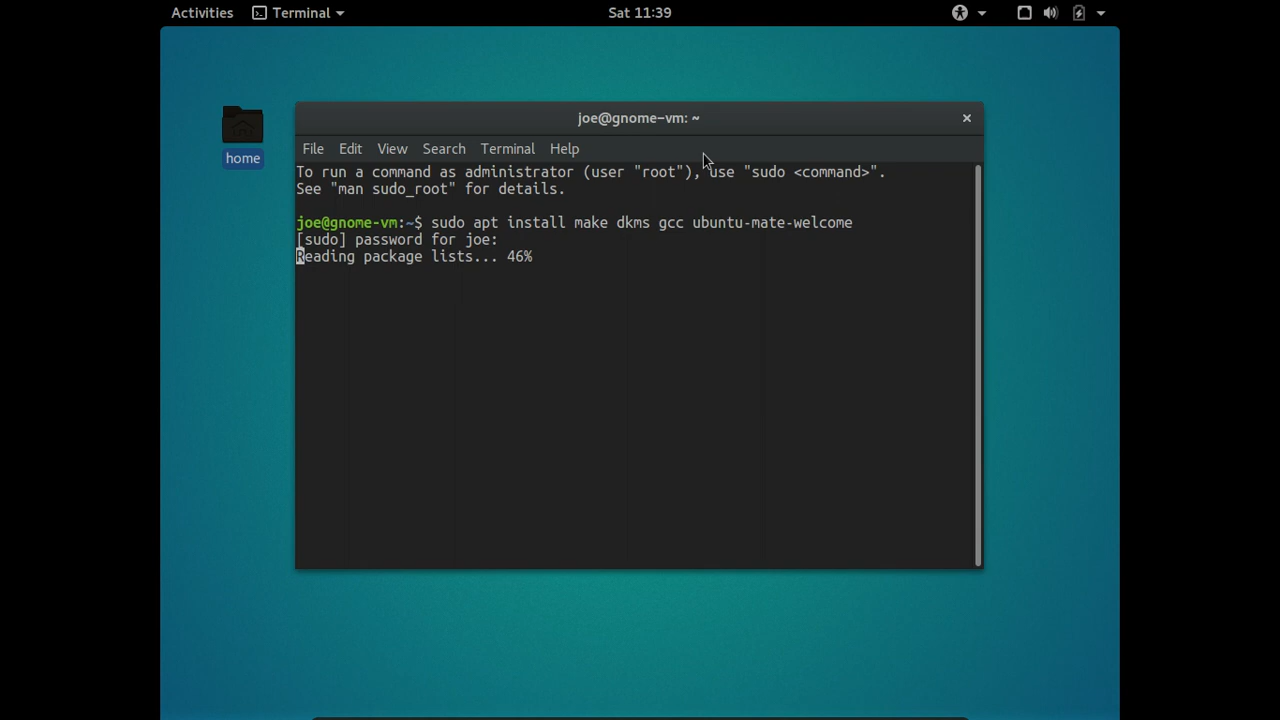 Activities Terminal Sat 11:39
home
joe@gnome-vm: ~
File Edit View Search Terminal Help
To run a command as administrator (user "root"), use "sudo <command>".
See "man sudo_root" for details.
joe@gnome-vm:~$ sudo apt install make dkms gcc ubuntu-mate-welcome
[sudo] password for joe:
Reading package lists... 46%